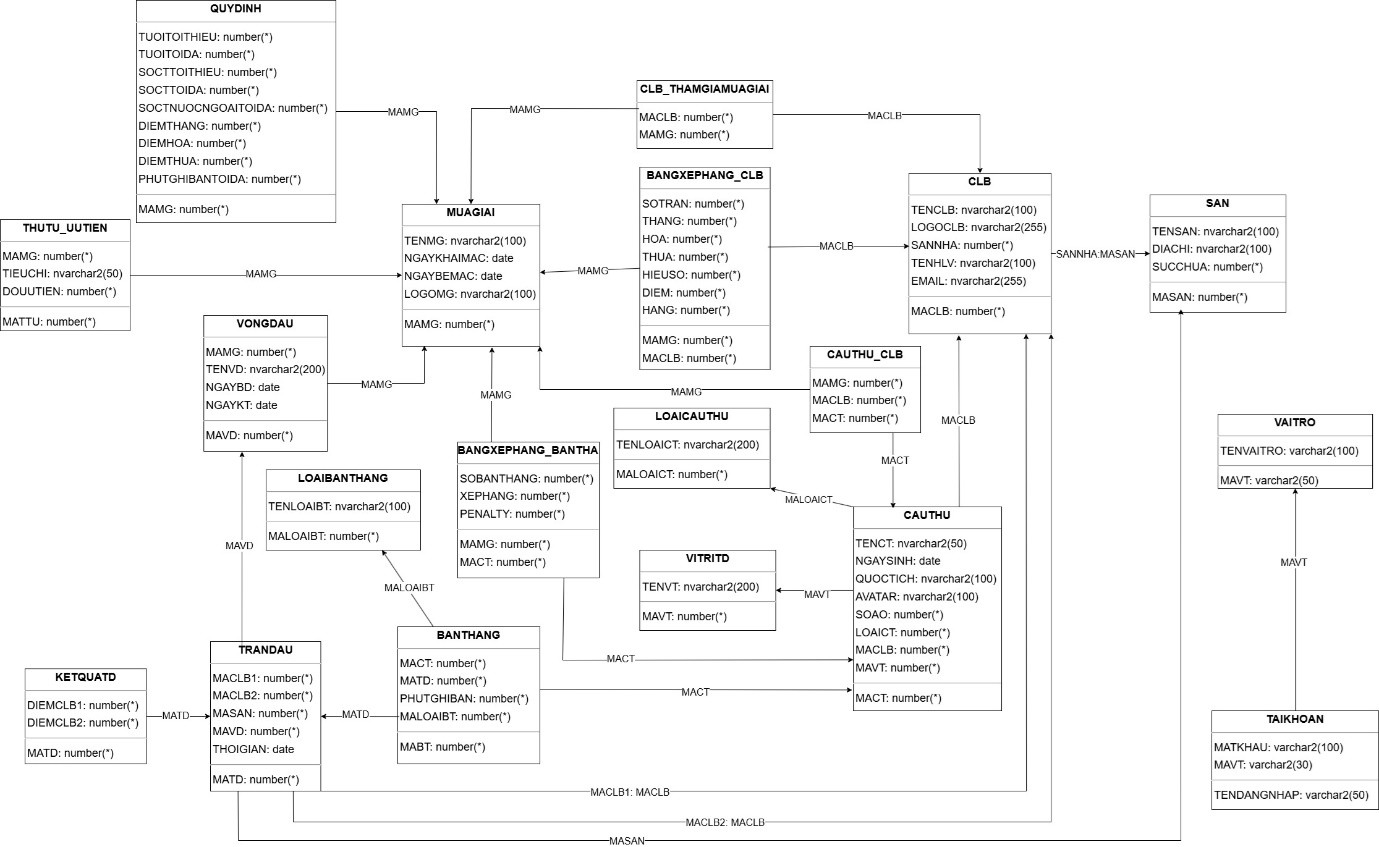 QUYDINH
TUOITOITHIEU: number(*)
TUOITOIDA: number(*)
SOCTTOITHIEU: number(*)
SOCTTOIDA: number(*)
SOCTNUOCNGOAITOIDA: number(*)
DIEMTHANG: number(*)
DIEMHOA: number(*)
DIEMTHUA: number(*)
PHUTGHIBANTOIDA: number(*)
MAMG: number(*)
MAMG
CLB_THAMGIAMUAGIAI
MACLB: number(*)
MAMG: number(*)
MAMG
MACLB
THUTU_UUTIEN
MAMG: number(*)
TIEUCHI: nvarchar2(50)
DOUUTIEN: number(*)
MATTU: number(*)
MAMG
MUAGIAI
TENMG: nvarchar2(100)
NGAYKHAIMAC: date
NGAYBEMAC: date
LOGOMG: nvarchar2(100)
MAMG: number(*)
BANGXEPHANG_CLB
SOTRAN: number(*)
THANG: number(*)
HOA: number(*)
THUA: number(*)
HIEUSO: number(*)
DIEM: number(*)
HANG: number(*)
MAMG: number(*)
MACLB: number(*)
MAMG
MACLB
CLB
TENCLB: nvarchar2(100)
LOGOCLB: nvarchar2(255)
SANNHA: number(*)
TENHLV: nvarchar2(100)
EMAIL: nvarchar2(255)
MACLB: number(*)
SANNHA:MASAN
SAN
TENSAN: nvarchar2(100)
DIACHI: nvarchar2(100)
SUCCHUA: number(*)
MASAN: number(*)
VONGDAU
MAMG: number(*)
TENVD: nvarchar2(200)
NGAYBD: date
NGAYKT: date
MAVD: number(*)
MAMG
MAMG
MAMG
CAUTHU_CLB
MAMG: number(*)
MACLB: number(*)
MACT: number(*)
MACT
MACLB
LOAICAUTHU
TENLOAICT: nvarchar2(200)
MALOAICT: number(*)
MALOAICT
BANGXEPHANG_BANTHA
SOBANTHANG: number(*)
XEPHANG: number(*)
PENALTY: number(*)
MAMG: number(*)
MACT: number(*)
MACT
LOAIBANTHANG
TENLOAIBT: nvarchar2(100)
MALOAIBT: number(*)
MALOAIBT
MAVD
VITRITD
TENVT: nvarchar2(200)
MAVT: number(*)
MAVT
CAUTHU
TENCT: nvarchar2(50)
NGAYSINH: date
QUOCTICH: nvarchar2(100)
AVATAR: nvarchar2(100)
SOAO: number(*)
LOAICT: number(*)
MACLB: number(*)
MAVT: number(*)
MACT: number(*)
VAITRO
TENVAITRO: varchar2(100)
MAVT: varchar2(50)
MAVT
TAIKHOAN
MATKHAU: varchar2(100)
MAVT: varchar2(30)
TENDANGNHAP: varchar2(50)
KETQUATD
DIEMCLB1: number(*)
DIEMCLB2: number(*)
MATD: number(*)
MATD
TRANDAU
MACLB1: number(*)
MACLB2: number(*)
MASAN: number(*)
MAVD: number(*)
THOIGIAN: date
MATD: number(*)
MATD
BANTHANG
MACT: number(*)
MATD: number(*)
PHUTGHIBAN: number(*)
MALOAIBT: number(*)
MABT: number(*)
MACT
MACLB1: MACLB
MACLB2: MACLB
MASAN